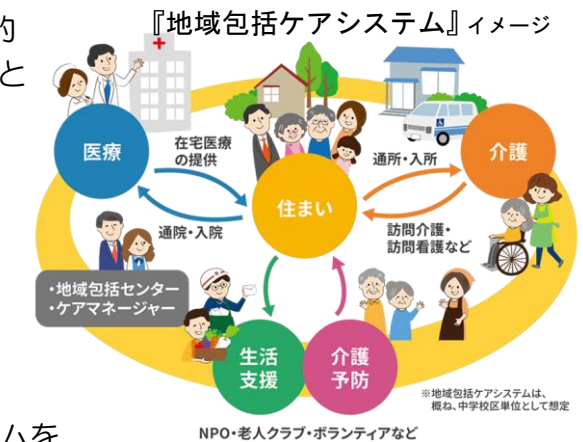 的
『地域包括ケアシステム』イメージ
と
医療
在宅医療
の提供
通所・入所
介護
住まい
通院・入院
訪問介護・
訪問看護など
・地域包括センター
・ケアマネージャー
生活
支援
介護
予防
※地域包括ケアシステムは、
概ね、中学校区単位として想定
ムを
NPO・老人クラブ・ボランティアなど